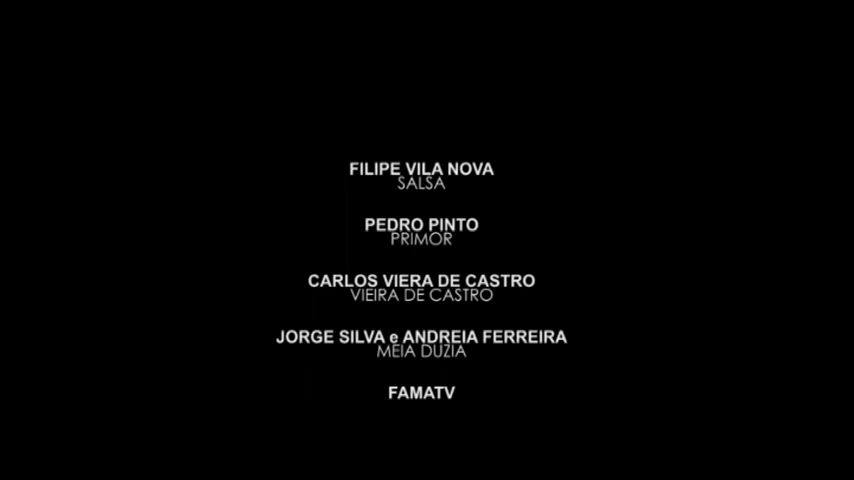 FILIPE VILA NOVA
SALSA
PEDRO PINTO
PRIMOR
CARLOS VIERA DE CASTRO
VIEIRA DE CASTRO
JORGE SILVA e ANDREIA FERREIRA
MEIA DUZIA
FAMATV